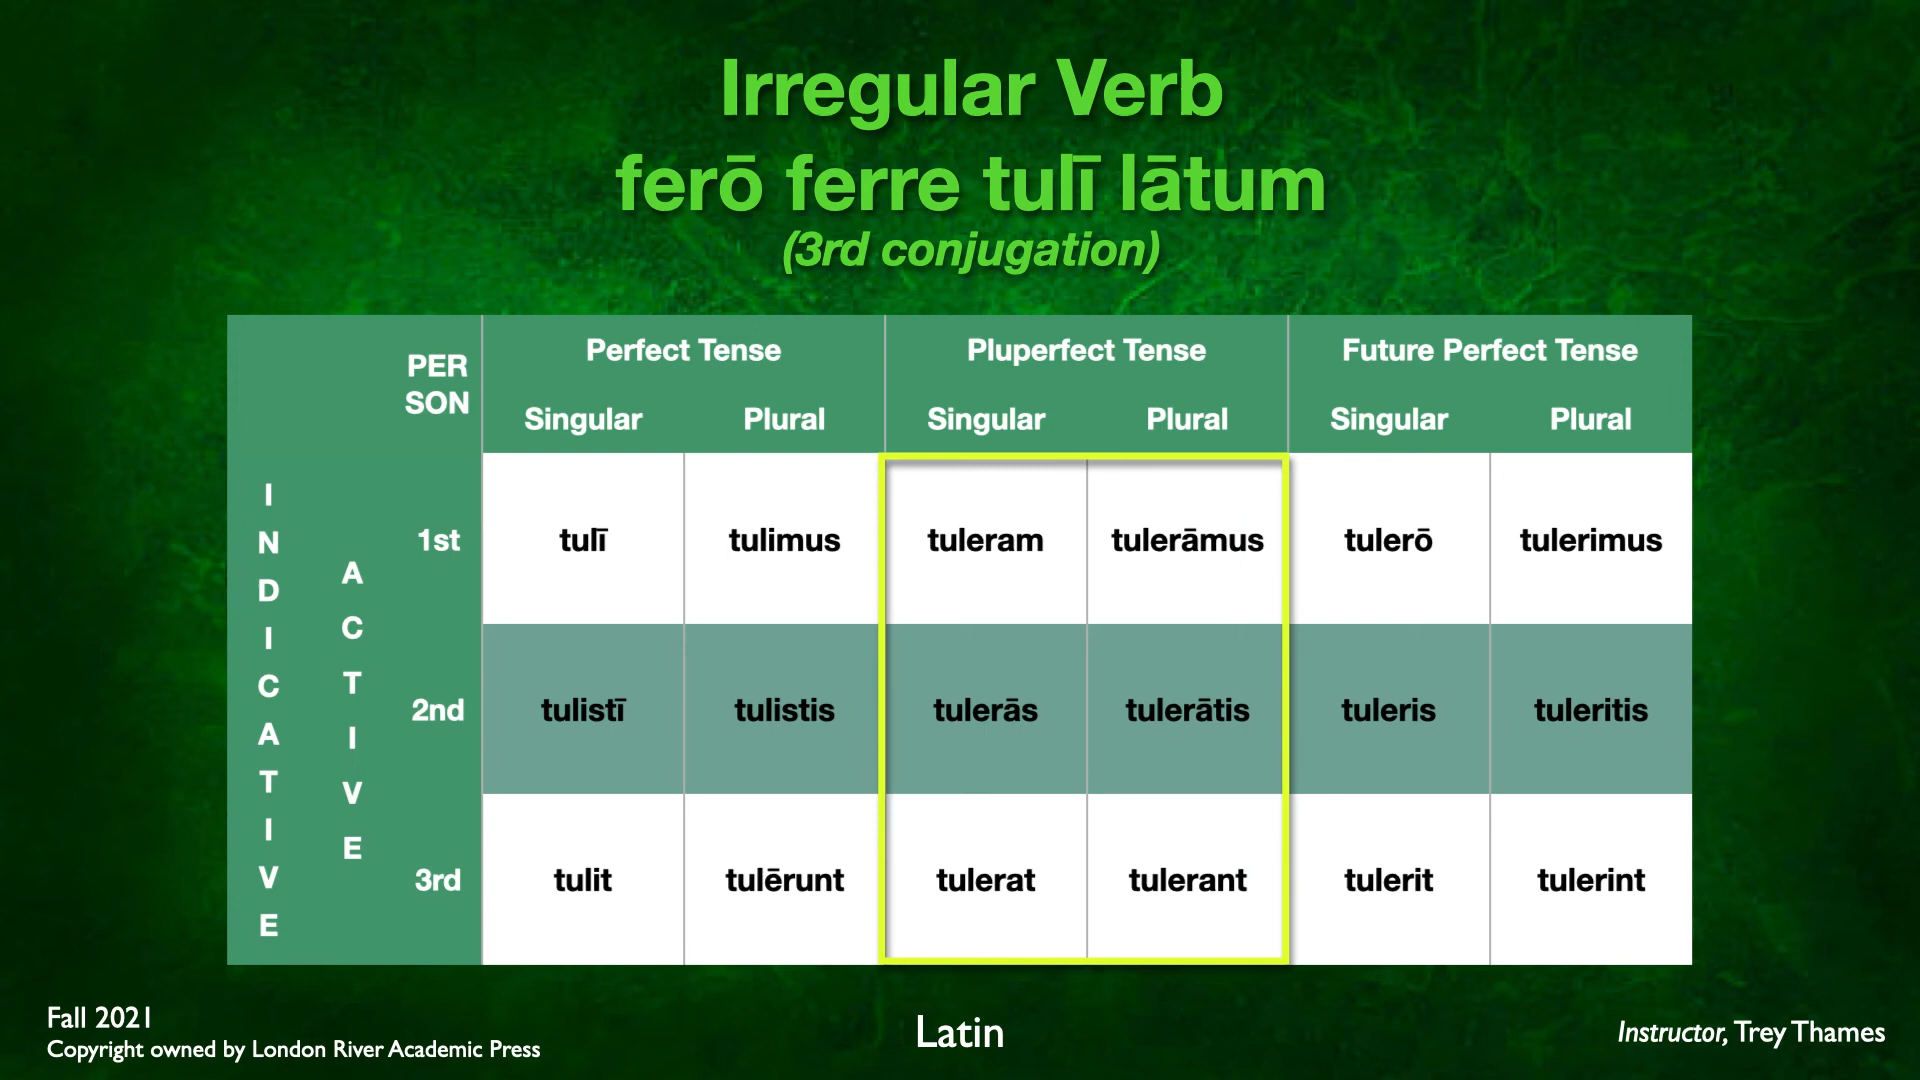 Irregular Verb
ferō ferre tulī lātum
(3rd conjugation)
PER
SON
Perfect Tense
Pluperfect Tense
Future Perfect Tense
Singular
Plural
Singular
Plural
Singular
Plural
INDICATIVE
ACTIVE
1st
tulī
tulimus
tuleram
tulerāmus
tulerō
tulerimus
2nd
tulistī
tulistis
tulerās
tulerātis
tuleris
tuleritis
3rd
tulit
tulērunt
tulerat
tulerant
tulerit
tulerint
Fall 2021
Copyright owned by London River Academic Press
Latin
Instructor, Trey Thames